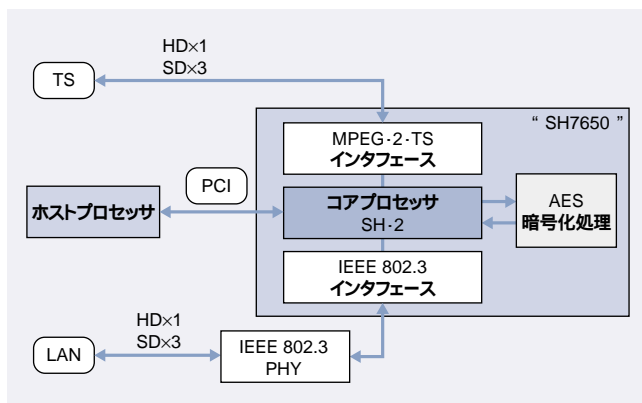 HD×1
SD×3
TS
“ SH7650 ”
MPEG-2-TS
インタフェース
PCI
ホストプロセッサ
コアプロセッサ
SH-2
AES
暗号化処理
IEEE 802.3
インタフェース
HD×1
SD×3
LAN
IEEE 802.3
PHY